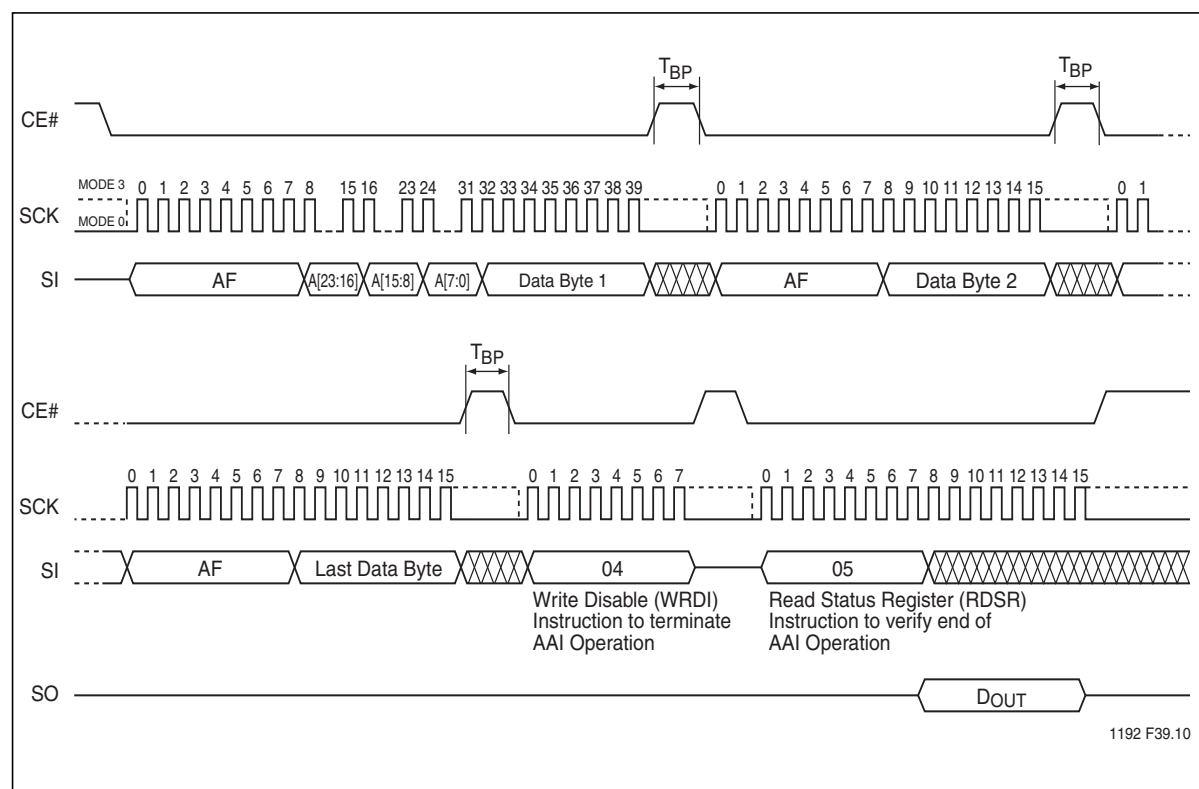 TBP TBP
CE#
MODE 3 0 1 2 3 4 5 6 7 8 15 16 23 24 31 32 33 34 35 36 37 38 39 0 1 2 3 4 5 6 7 8 9 10 11 12 13 14 15 0 1
SCK
MODE 0
SI AF A[23:16] A[15:8] A[7:0] Data Byte 1 AF Data Byte 2
TBP
CE#
0 1 2 3 4 5 6 7 8 9 10 11 12 13 14 15 0 1 2 3 4 5 6 7 0 1 2 3 4 5 6 7 8 9 10 11 12 13 14 15
SCK
SI AF Last Data Byte 04 05
Write Disable (WRDI) Read Status Register (RDSR)
Instruction to terminate Instruction to verify end of
AAI Operation AAI Operation
SO DOUT
1192 F39.10